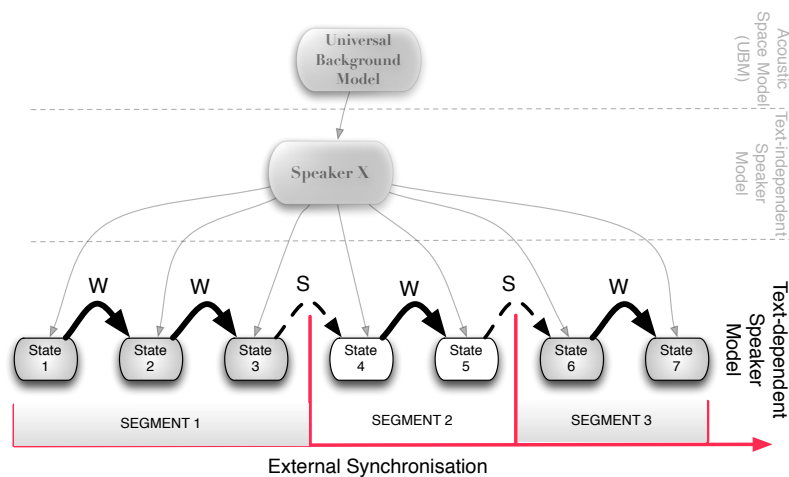 Universal
Background
Model
Acoustic
Space Model
(UBM)
Speaker X
Text-independent
Speaker
Model
W
W
S
W
S
W
State
1
State
2
State
3
State
4
State
5
State
6
State
7
Text-dependent
Speaker
Model
SEGMENT 1
SEGMENT 2
SEGMENT 3
External Synchronisation